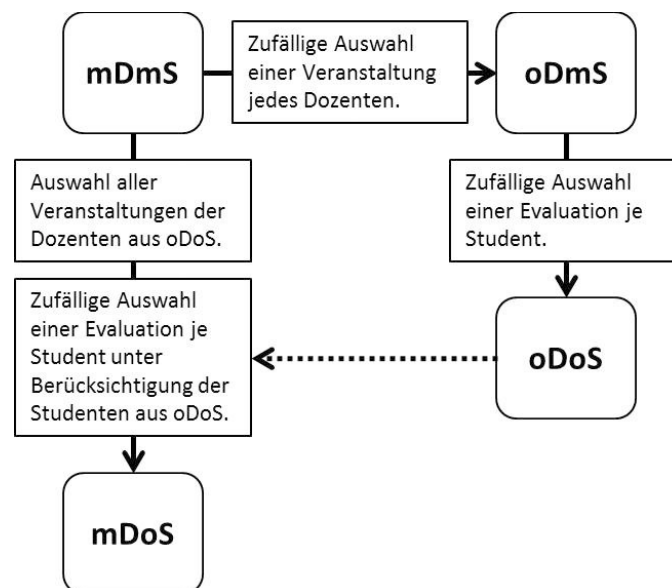 mDmS
Zufällige Auswahl
einer Veranstaltung
jedes Dozenten.
oDmS
Auswahl aller
Veranstaltungen der
Dozenten aus oDoS.
Zufällige Auswahl
einer Evaluation je
Student.
Zufällige Auswahl
einer Evaluation je
Student unter
Berücksichtigung der
Studenten aus oDoS.
oDoS
mDoS